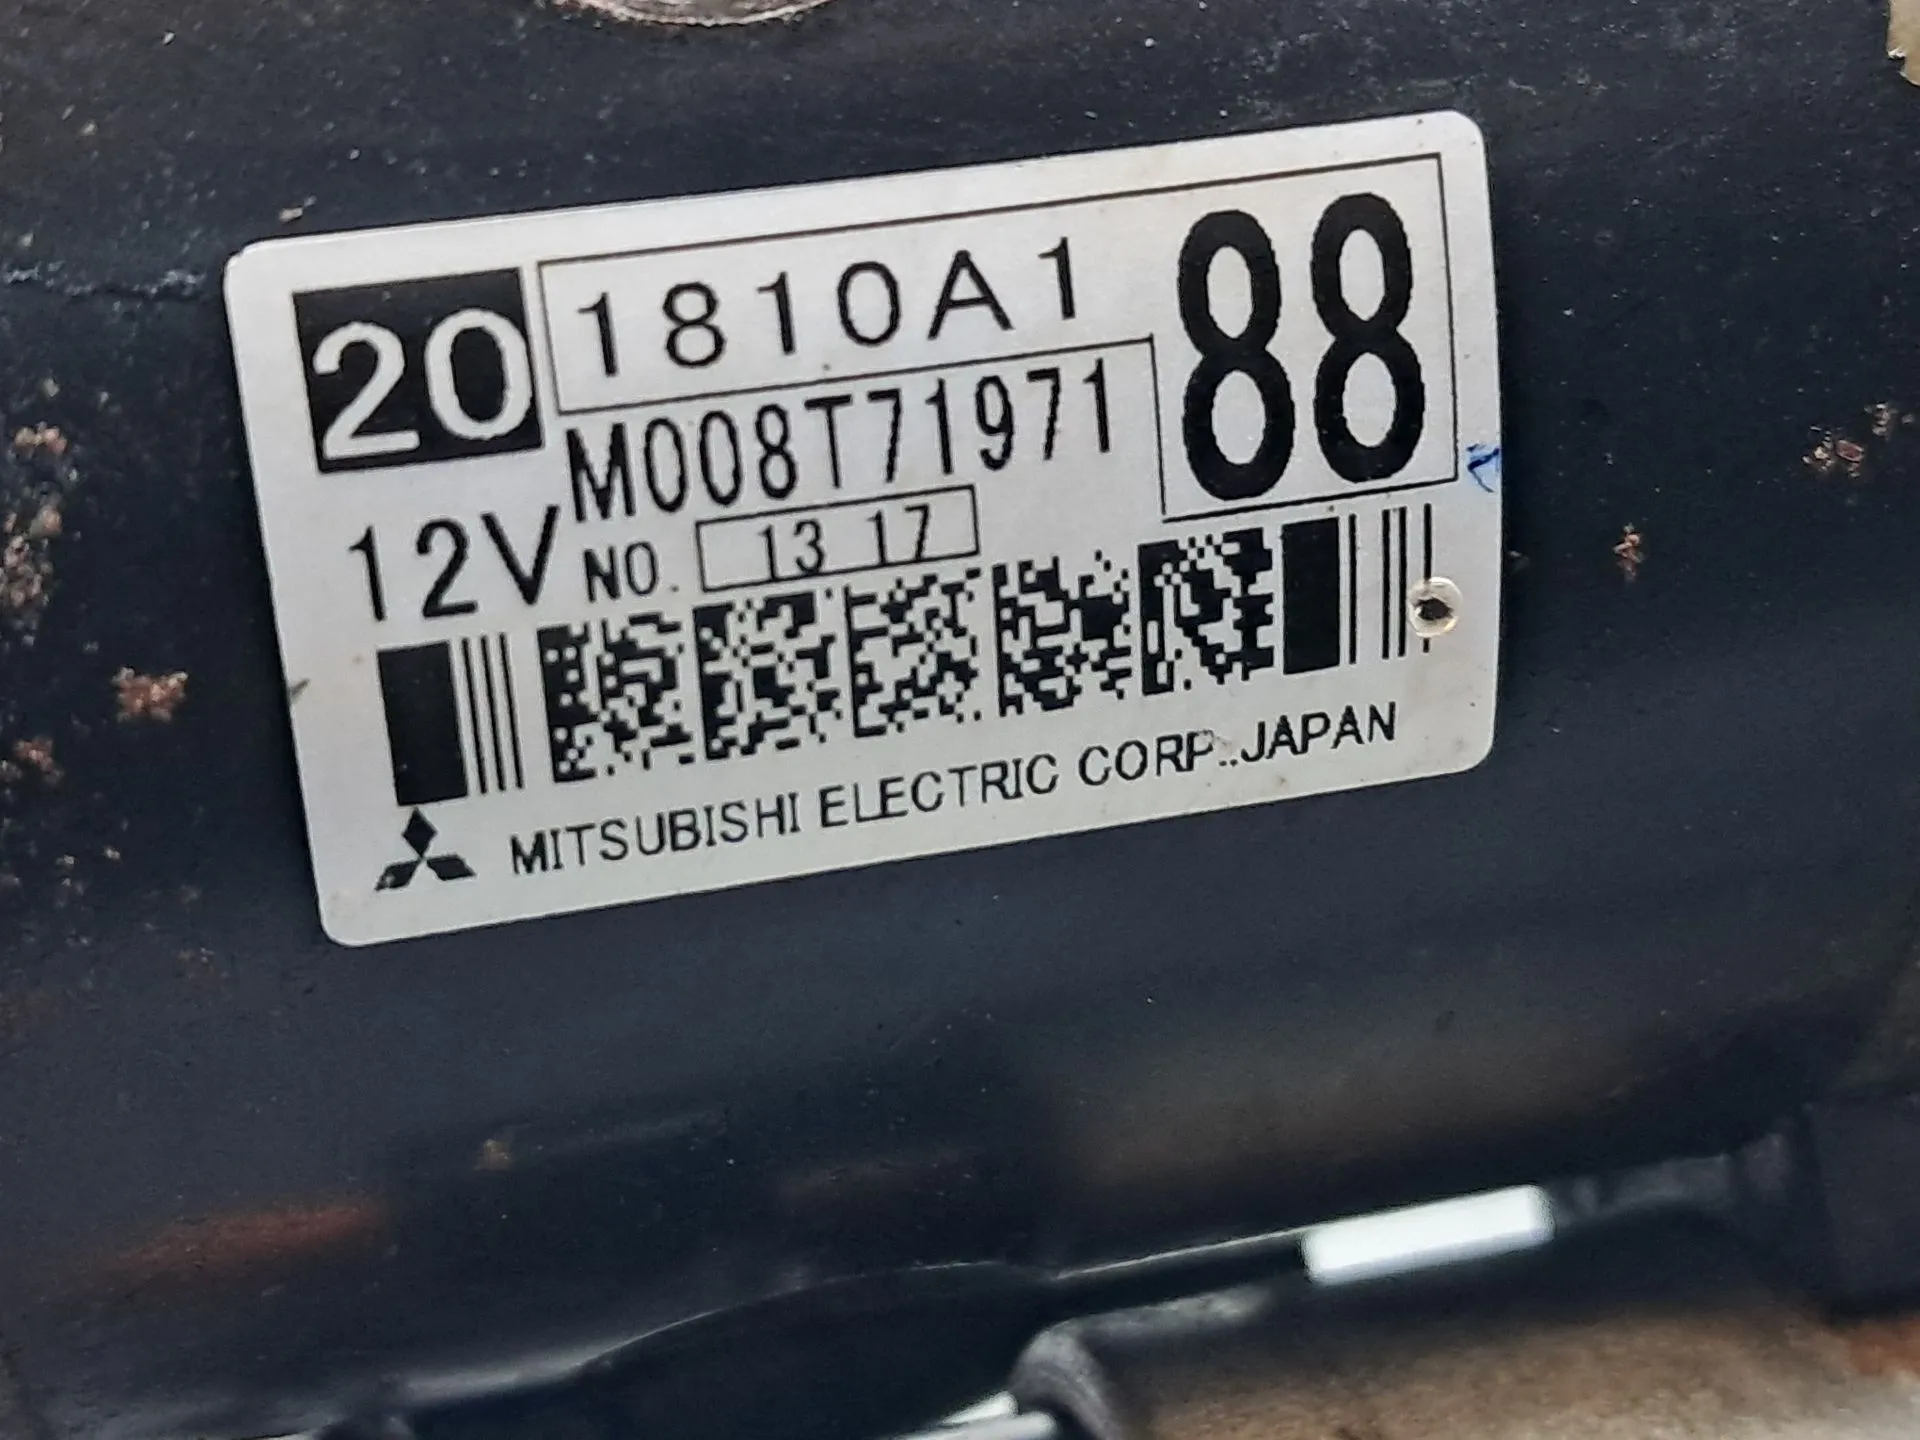 20 1810A1 88
M008T71971
12V NO. 13 17
MITSUBISHI ELECTRIC CORP. JAPAN